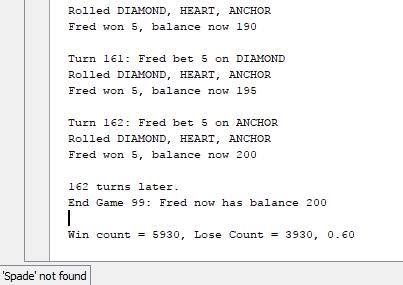 Rolled DIAMOND, HEART, ANCHOR
Fred won 5, balance now 190
Turn 161: Fred bet 5 on DIAMOND
Rolled DIAMOND, HEART, ANCHOR
Fred won 5, balance now 195
Turn 162: Fred bet 5 on ANCHOR
Rolled DIAMOND, HEART, ANCHOR
Fred won 5, balance now 200
162 turns later.
End Game 99: Fred now has balance 200
Win count = 5930, Lose Count = 3930, 0.60
'Spade' not found